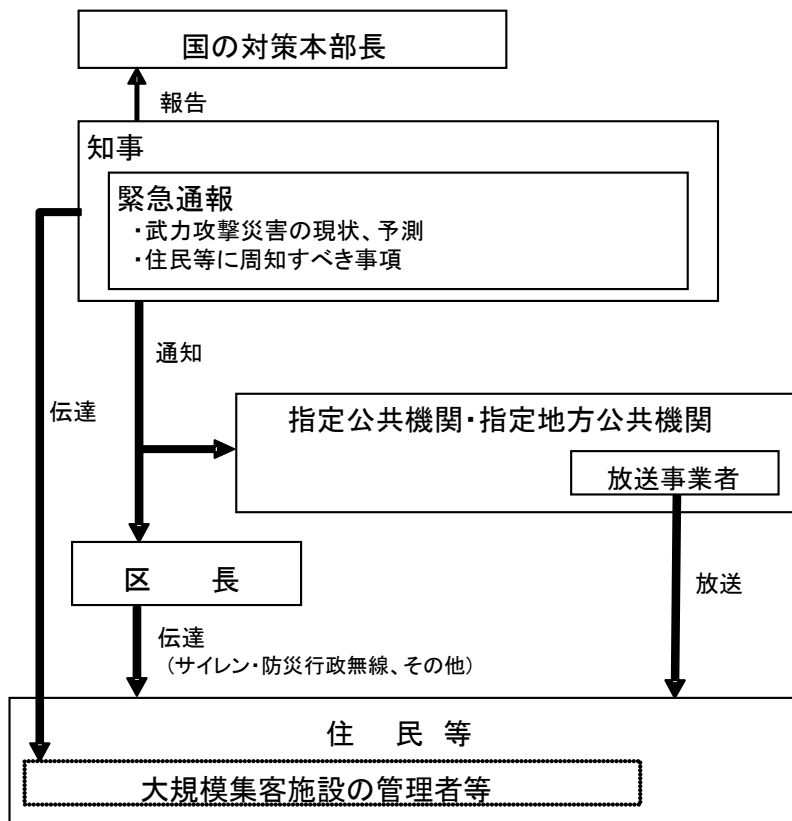 国の対策本部長
報告
知事
緊急通報
・武力攻撃災害の現状、予測
・住民等に周知すべき事項
通知
伝達
指定公共機関・指定地方公共機関
放送事業者
区　長
放送
伝達
（サイレン・防災行政無線、その他）
住　民 等
大規模集客施設の管理者等